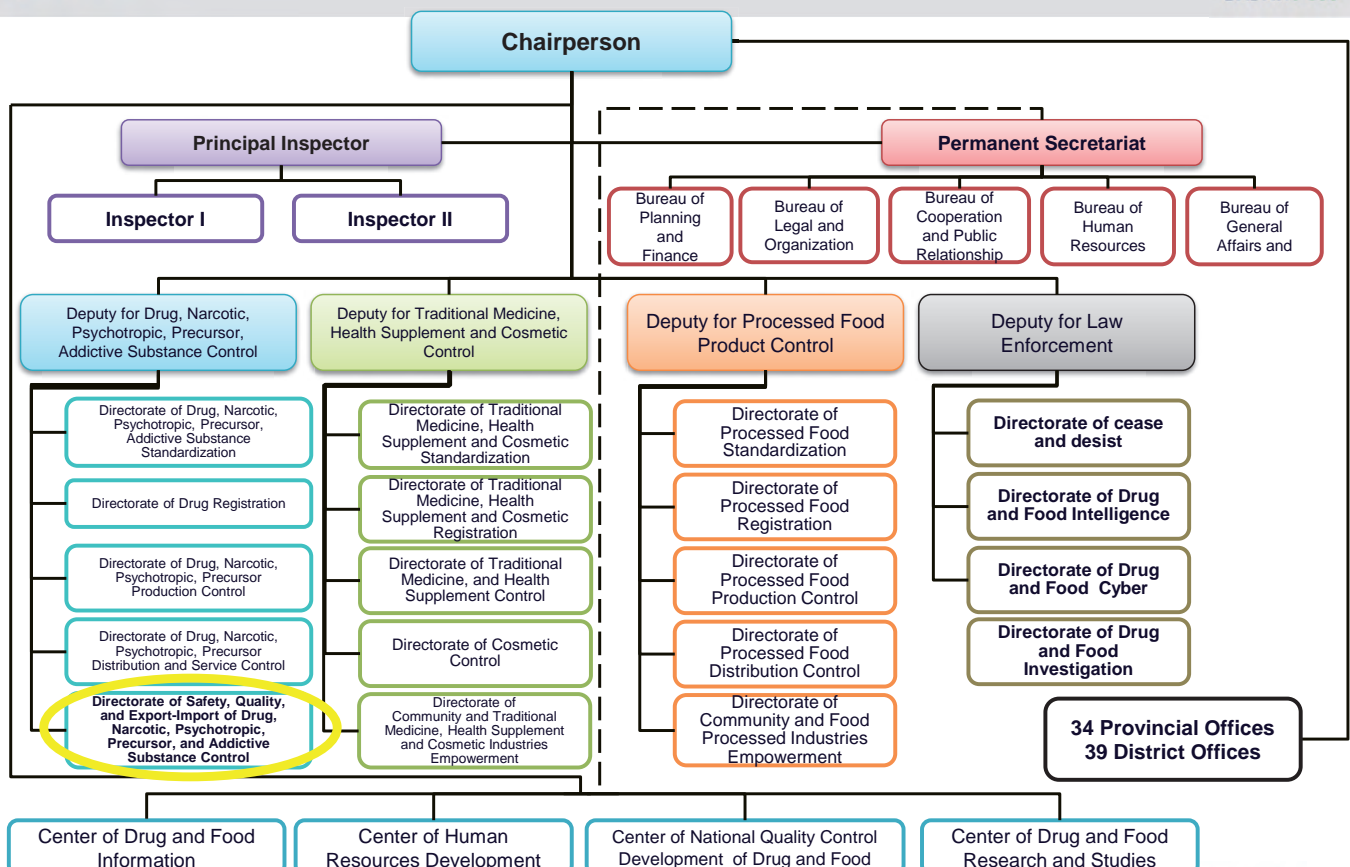 Chairperson
Principal Inspector
Permanent Secretariat
Inspector I
Inspector II
Bureau of
Planning
and
Finance
Bureau of
Legal and
Organization
Bureau of
Cooperation
and Public
Relationship
Bureau of
Human
Resources
Bureau of
General
Affairs and
Deputy for Drug, Narcotic,
Psychotropic, Precursor,
Addictive Substance Control
Deputy for Traditional Medicine,
Health Supplement and Cosmetic
Control
Deputy for Processed Food
Product Control
Deputy for Law
Enforcement
Directorate of Drug, Narcotic,
Psychotropic, Precursor,
Addictive Substance
Standardization
Directorate of Drug Registration
Directorate of Drug, Narcotic,
Psychotropic, Precursor
Production Control
Directorate of Drug, Narcotic,
Psychotropic, Precursor
Distribution and Service Control
Directorate of Safety, Quality,
and Export-Import of Drug,
Narcotic, Psychotropic,
Precursor, and Addictive
Substance Control
Directorate of Traditional
Medicine, Health
Supplement and Cosmetic
Standardization
Directorate of Traditional
Medicine, Health
Supplement and Cosmetic
Registration
Directorate of Traditional
Medicine, and Health
Supplement Control
Directorate of Cosmetic
Control
Directorate of
Community and Traditional
Medicine, Health Supplement
and Cosmetic Industries
Empowerment
Directorate of
Processed Food
Standardization
Directorate of
Processed Food
Registration
Directorate of
Processed Food
Production Control
Directorate of
Processed Food
Distribution Control
Directorate of
Community and Food
Processed Industries
Empowerment
Directorate of cease
and desist
Directorate of Drug
and Food Intelligence
Directorate of Drug
and Food Cyber
Directorate of Drug
and Food
Investigation
34 Provincial Offices
39 District Offices
Center of Drug and Food
Information
Center of Human
Resources Development
Center of National Quality Control
Development of Drug and Food
Center of Drug and Food
Research and Studies